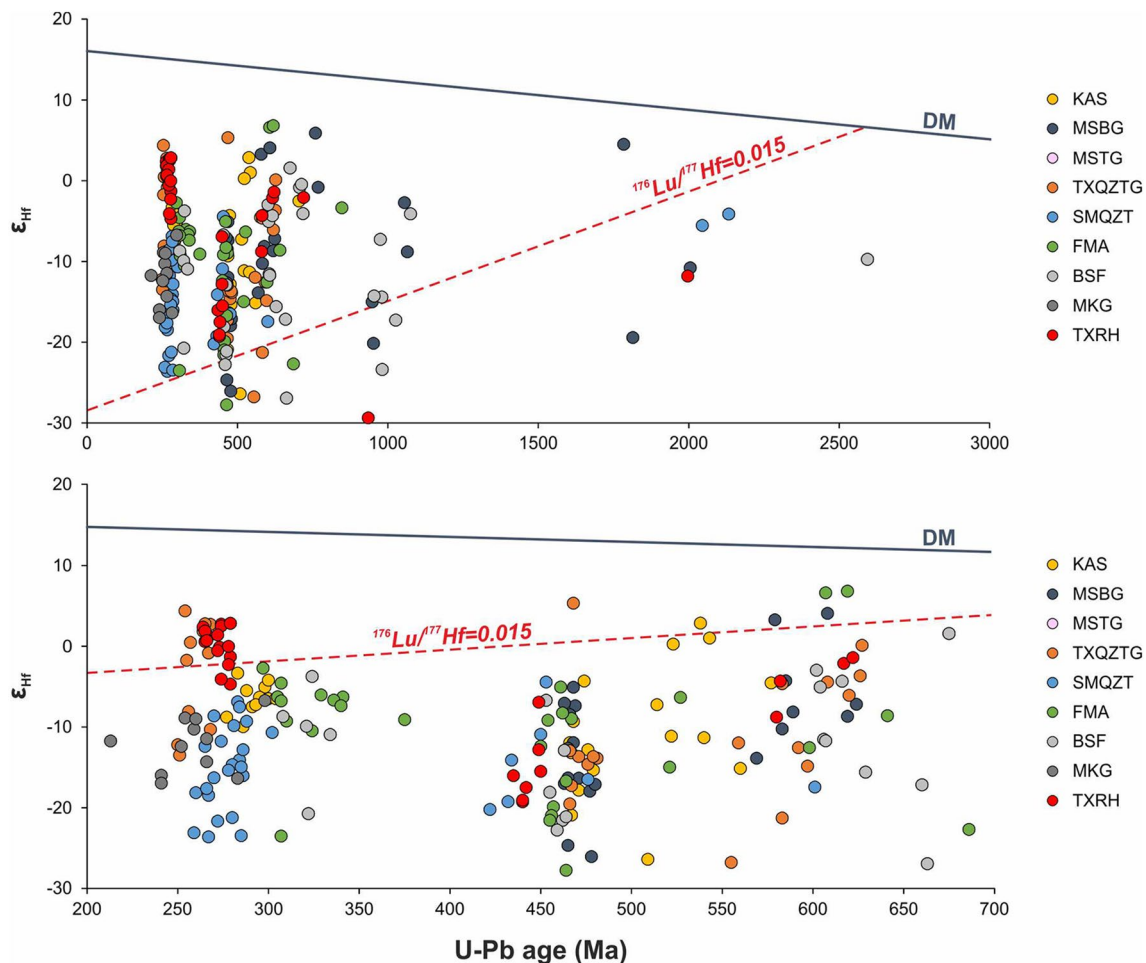 20
10
0
-10
-20
-30
εHf
0
500
1000
1500
2000
2500
3000
DM
¹⁷⁶Lu/¹⁷⁷Hf=0.015
KAS
MSBG
MSTG
TXQZTG
SMQZT
FMA
BSF
MKG
TXRH
20
10
0
-10
-20
-30
εHf
200
250
300
350
400
450
500
550
600
650
700
DM
¹⁷⁶Lu/¹⁷⁷Hf=0.015
KAS
MSBG
MSTG
TXQZTG
SMQZT
FMA
BSF
MKG
TXRH
U-Pb age (Ma)